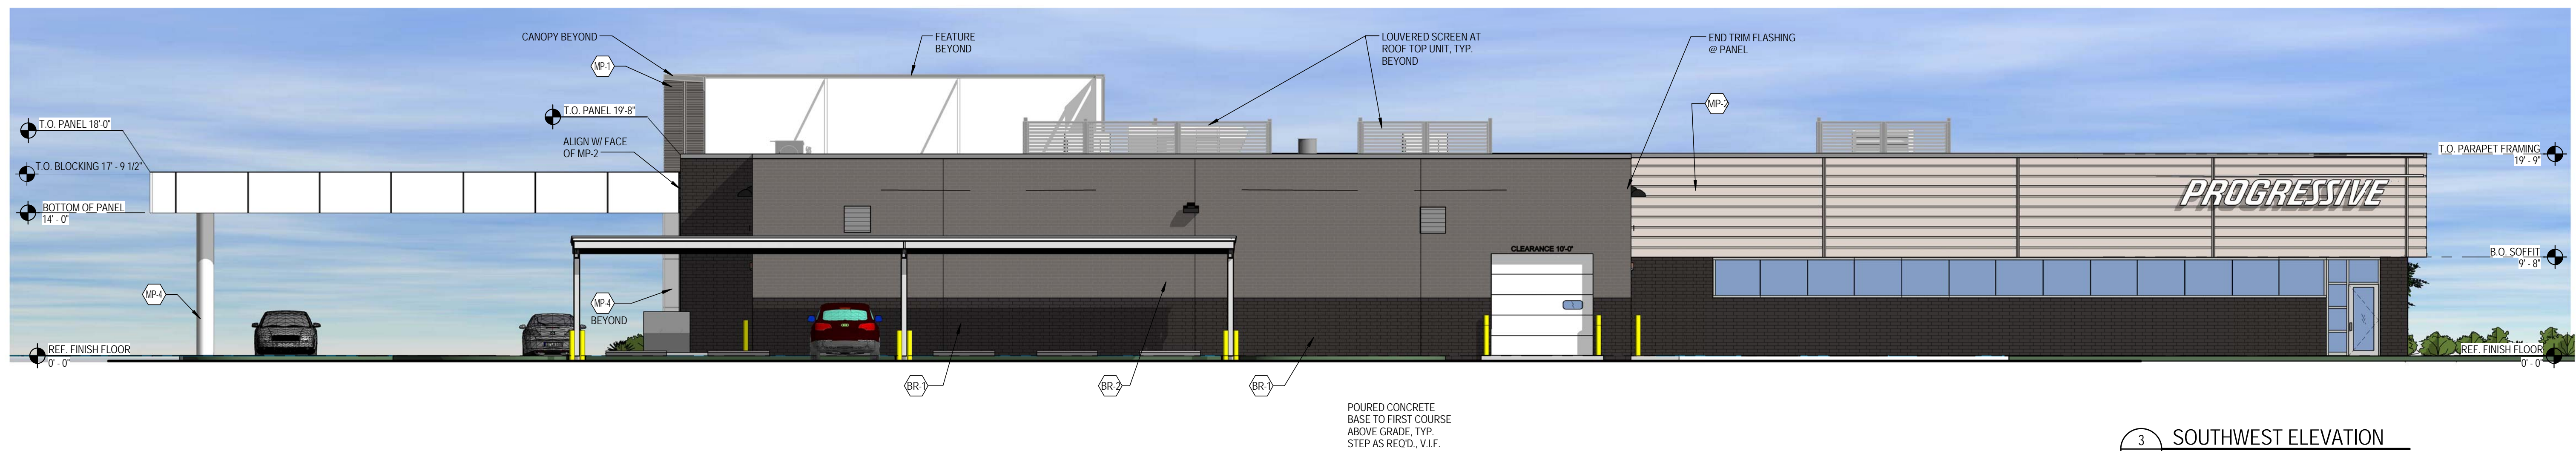 CANOPY BEYOND
MP-1
FEATURE
BEYOND
LOUVERED SCREEN AT
ROOF TOP UNIT, TYP.
BEYOND
END TRIM FLASHING
@ PANEL
MP-2
T.O. PANEL 18'-0"
T.O. PANEL 19'-8"
ALIGN W/ FACE
OF MP-2
T.O. BLOCKING 17' - 9 1/2"
T.O. PARAPET FRAMING
19' - 9"
PROGRESSIVE
BOTTOM OF PANEL
14' - 0"
CLEARANCE 10'-0"
B.O. SOFFIT
9' - 8"
MP-4
MP-4
BEYOND
REF. FINISH FLOOR
0' - 0"
REF. FINISH FLOOR
0' - 0"
BR-1
BR-2
BR-1
POURED CONCRETE
BASE TO FIRST COURSE
ABOVE GRADE, TYP.
STEP AS REQ'D., V.I.F.
3
SOUTHWEST ELEVATION